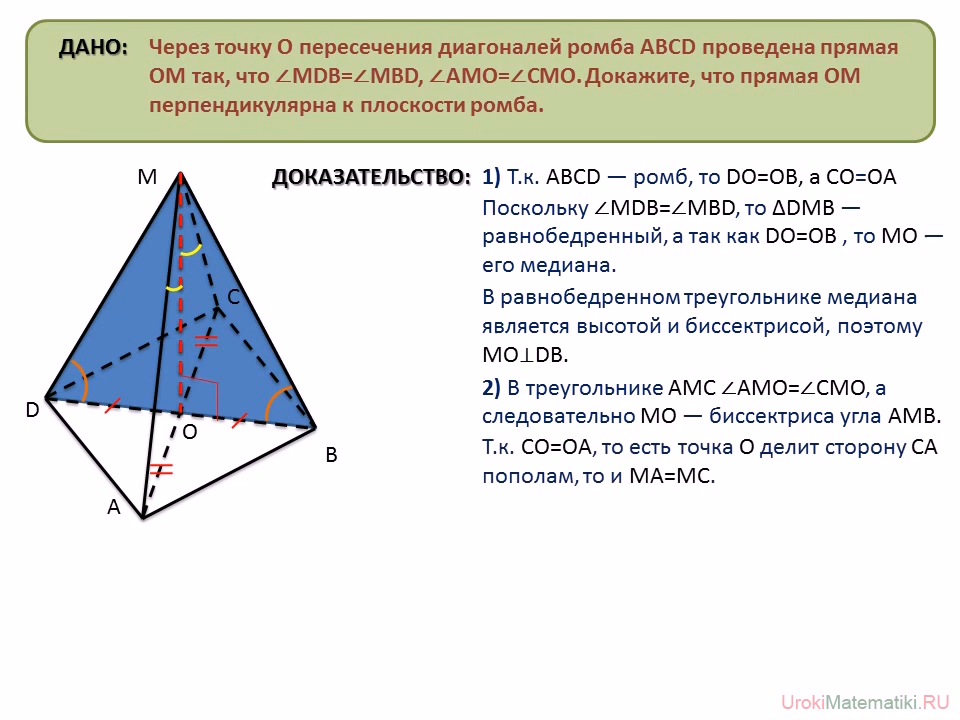 ДАНО: Через точку О пересечения диагоналей ромба ABCD проведена прямая
ОМ так, что ∠MDB=∠MBD, ∠AMO=∠CMO. Докажите, что прямая ОМ
перпендикулярна к плоскости ромба.
ДОКАЗАТЕЛЬСТВО: 1) Т.к. ABCD — ромб, то DO=OB, а CO=OA
Поскольку ∠MDB=∠MBD, то ΔDMB —
равнобедренный, а так как DO=OB , то MO —
его медиана.
В равнобедренном треугольнике медиана
является высотой и биссектрисой, поэтому
MO⊥DB.
2) В треугольнике AMC ∠AMO=∠CMO, а
следовательно MO — биссектриса угла AMB.
Т.к. CO=OA, то есть точка O делит сторону CA
пополам, то и MA=MC.
M
C
D
O
B
A
UrokiMatematiki.RU